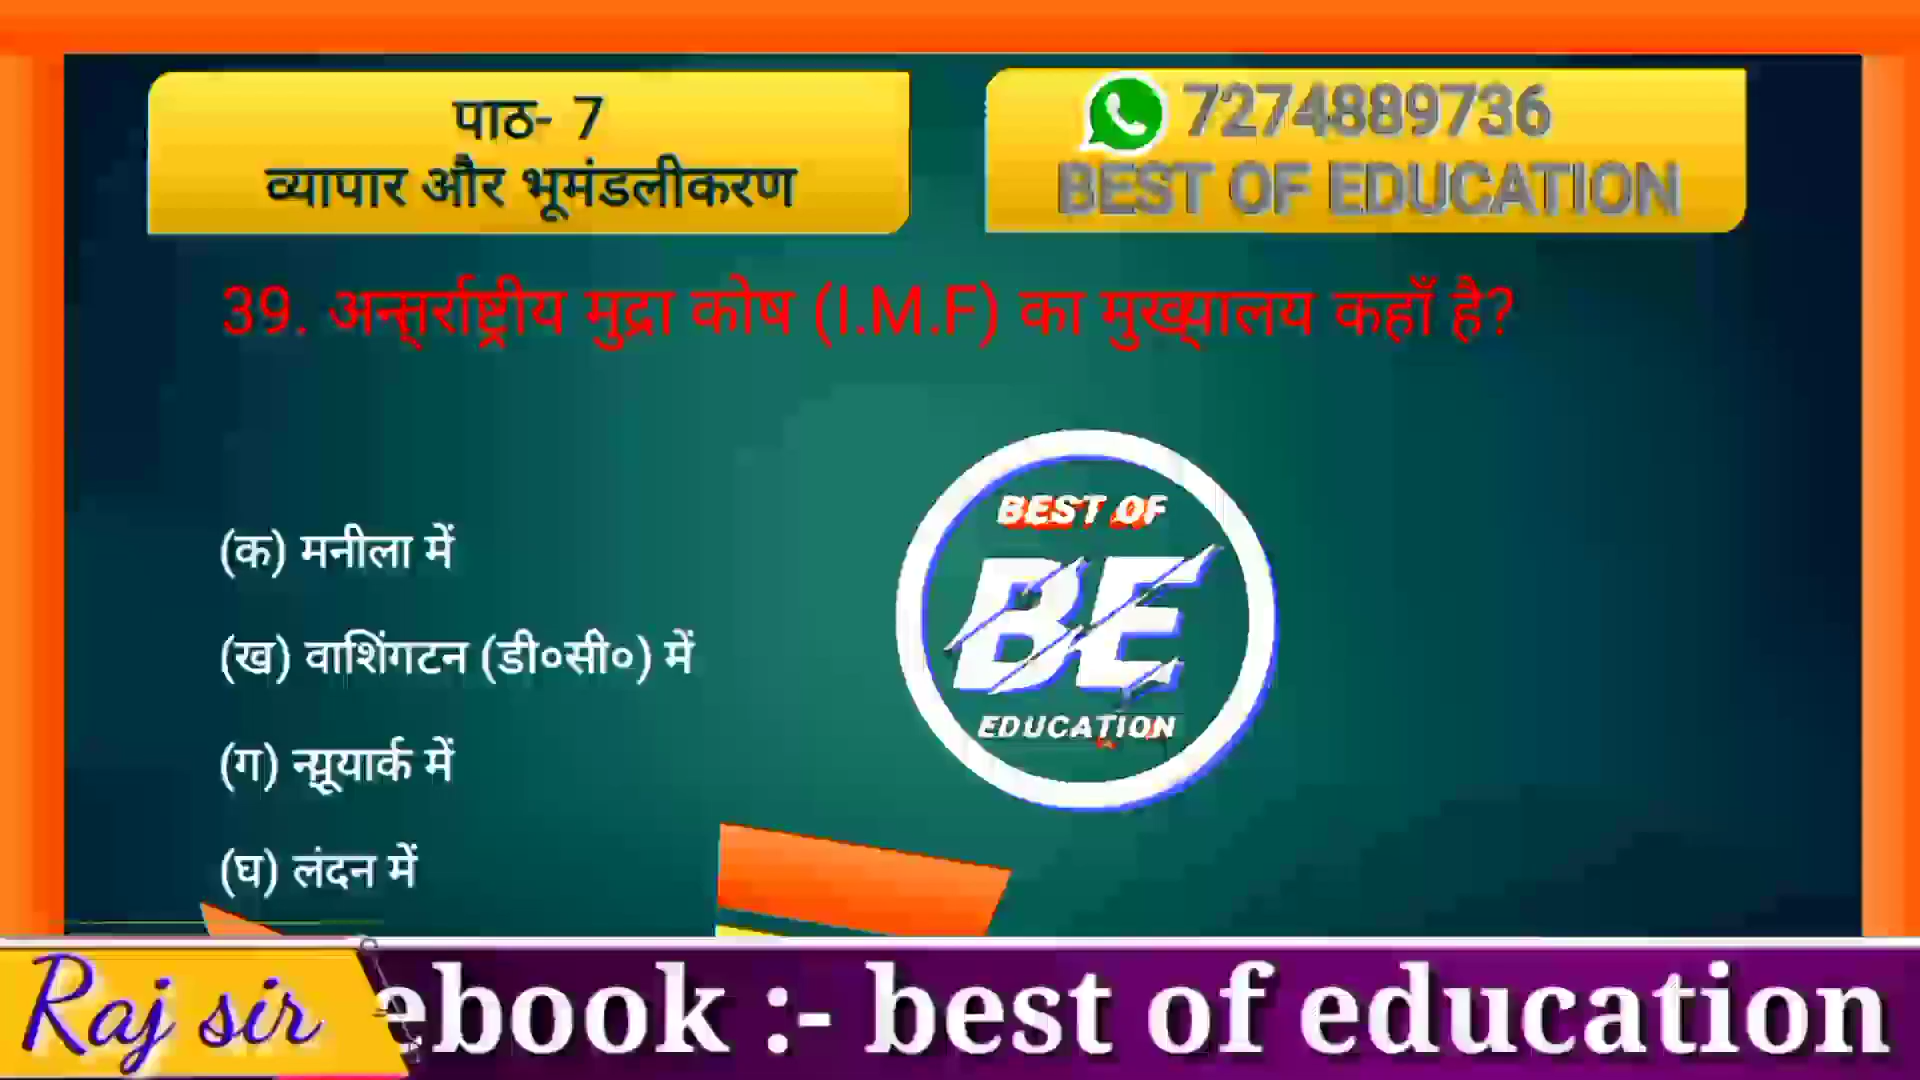 पाठ- 7
व्यापार और भूमंडलीकरण
7274889736
BEST OF EDUCATION
39. अन्तर्राष्ट्रीय मुद्रा कोष (I.M.F) का मुख्यालय कहाँ है?
BEST OF
BE
EDUCATION
(क) मनीला में
(ख) वाशिंगटन (डी०सी०) में
(ग) न्यूयार्क में
(घ) लंदन में
Raj sir
ebook :- best of education